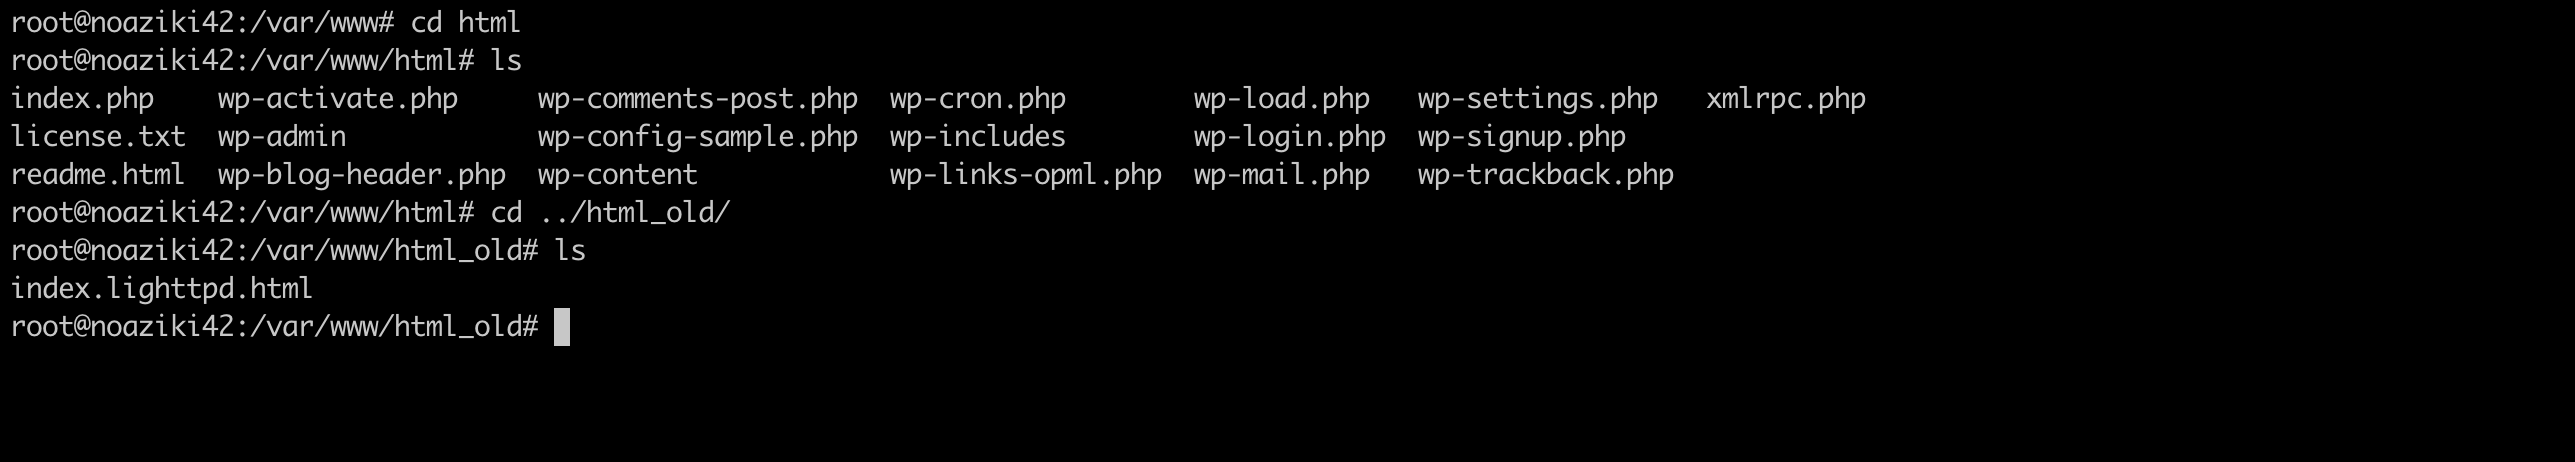 root@noaziki42:/var/www# cd html
root@noaziki42:/var/www/html# ls
index.php    wp-activate.php     wp-comments-post.php  wp-cron.php        wp-load.php   wp-settings.php   xmlrpc.php
license.txt  wp-admin            wp-config-sample.php  wp-includes        wp-login.php  wp-signup.php
readme.html  wp-blog-header.php  wp-content            wp-links-opml.php  wp-mail.php   wp-trackback.php
root@noaziki42:/var/www/html# cd ../html_old/
root@noaziki42:/var/www/html_old# ls
index.lighttpd.html
root@noaziki42:/var/www/html_old#